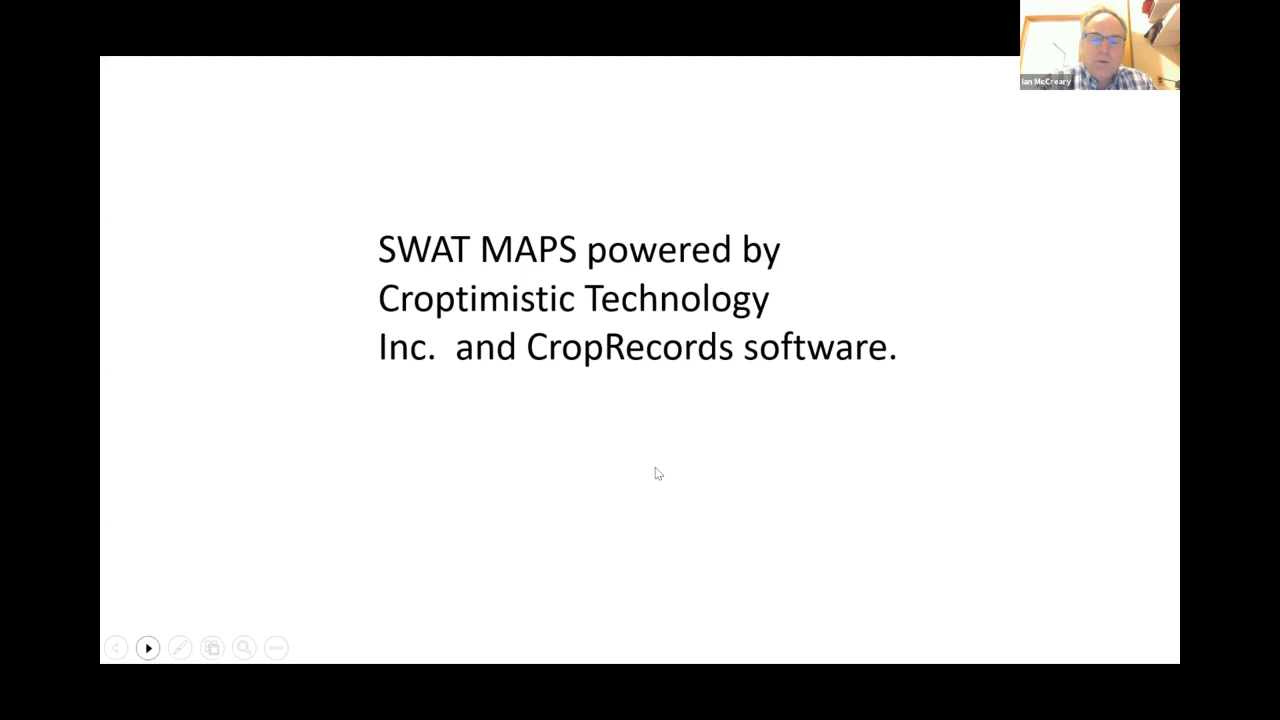 Ian McCreary
SWAT MAPS powered by
Croptimistic Technology
Inc.  and CropRecords software.